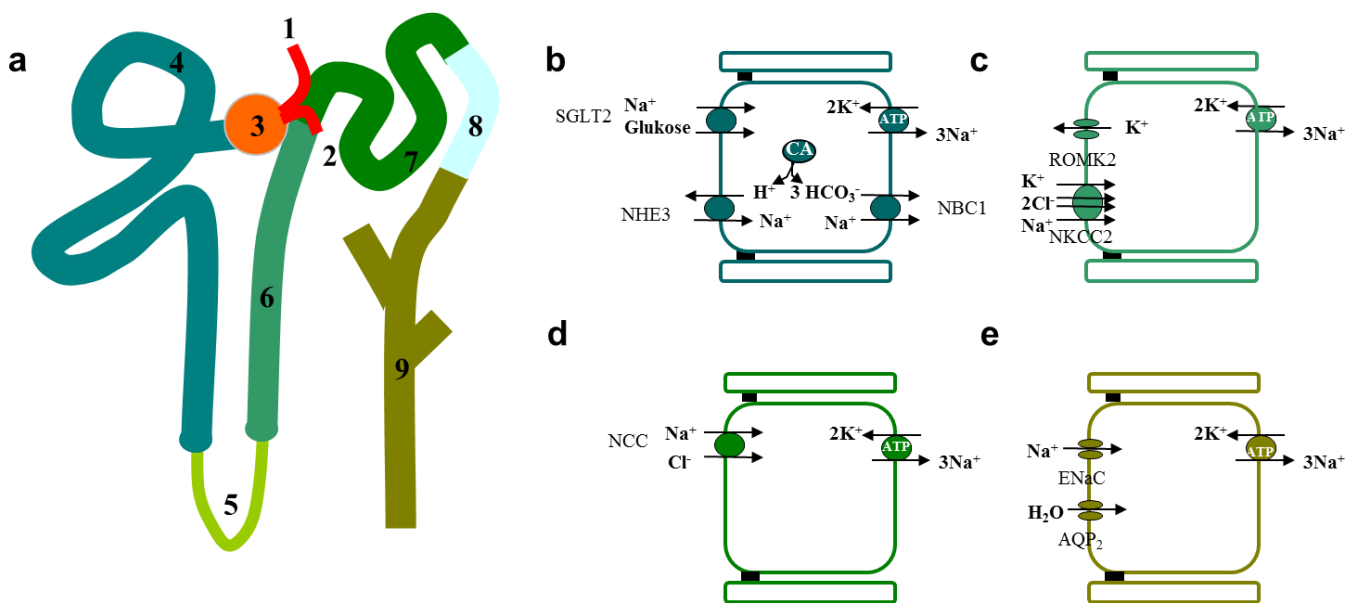 a
1
2
3
4
5
6
7
8
9
b
SGLT2
Na⁺
Glukose
2K⁺
ATP
3Na⁺
CA
H⁺ 3 HCO₃⁻
NHE3
Na⁺
Na⁺
NBC1
c
2K⁺
ATP
3Na⁺
K⁺
ROMK2
K⁺
2Cl⁻
Na⁺
NKCC2
d
NCC
Na⁺
Cl⁻
2K⁺
ATP
3Na⁺
e
Na⁺
ENaC
H₂O
AQP₂
2K⁺
ATP
3Na⁺